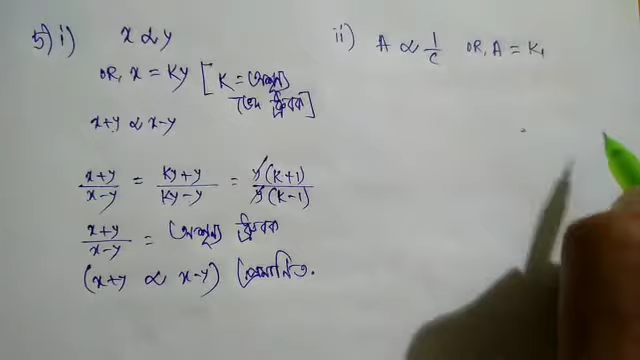 5) i) x ∝ y
OR, x = Ky [K = অশূন্য
ভেদ ধ্রুবক]
x+y ∝ x-y
x+y/x-y = Ky+y/Ky-y = y(K+1)/y(K-1)
x+y/x-y = অশূন্য ধ্রুবক
(x+y ∝ x-y) প্রমানিত.
ii) A ∝ 1/C OR, A = K₁